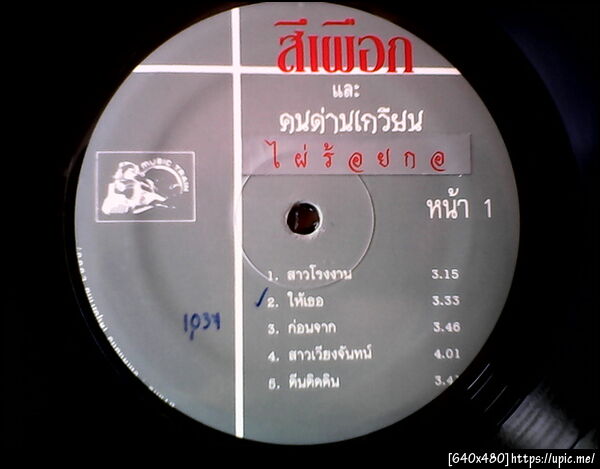 สีเผือก
และ
คนด่านเกวียน
ไผ่ร้อยกอ
MUSIC TRAIN
หน้า 1
1. สาวโรงงาน 3.15
✓2. ให้เธอ 3.33
3. ก่อนจาก 3.46
4. สาวเวียงจันทน์ 4.01
5. ตีนติดดิน
1,037
[640x480]https://upic.me/